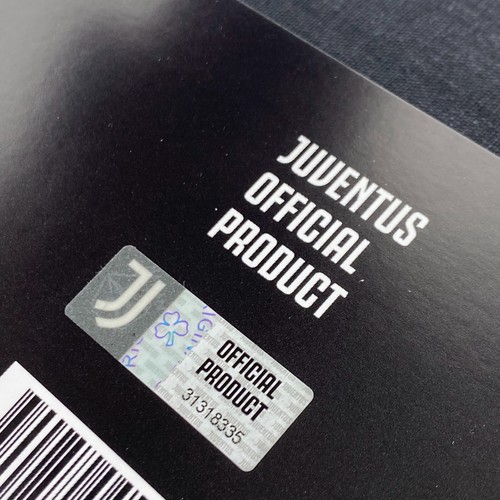 JUVENTUS
OFFICIAL
PRODUCT
OFFICIAL
PRODUCT
31318335